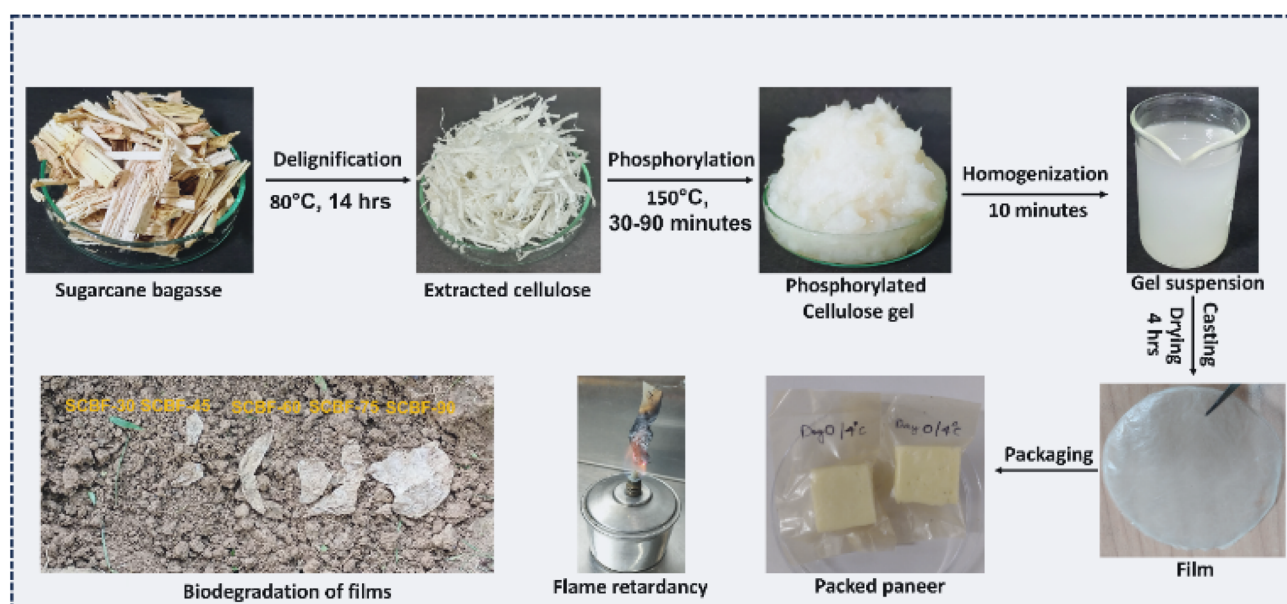 Delignification
80°C, 14 hrs
Phosphorylation
150°C,
30-90 minutes
Homogenization
10 minutes
Sugarcane bagasse
Extracted cellulose
Phosphorylated
Cellulose gel
Gel suspension
Casting
Drying
4 hrs
SCBF-30 SCBF-45 SCBF-60 SCBF-75 SCBF-90
Day 0/4°C
Day 0/4°C
Packaging
Biodegradation of films
Flame retardancy
Packed paneer
Film